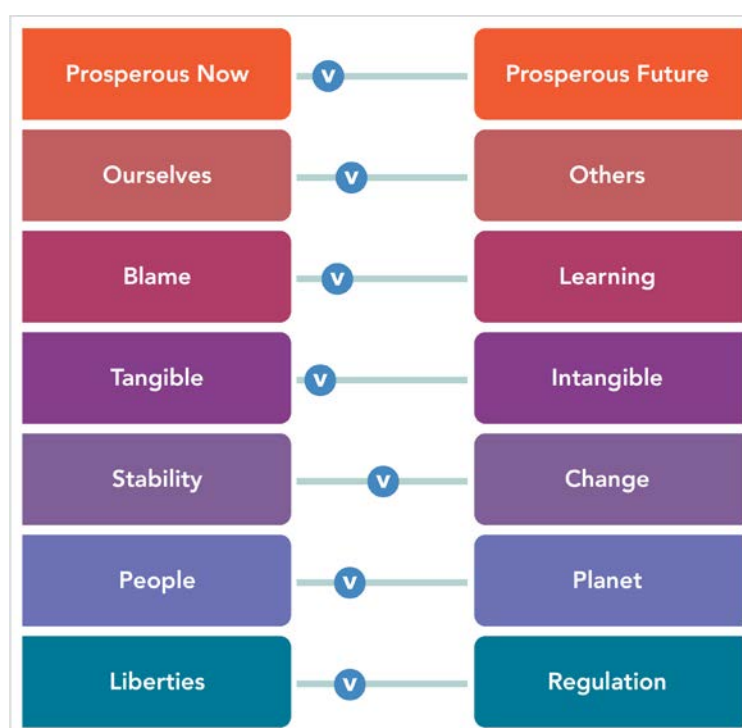 Prosperous Now v Prosperous Future
Ourselves v Others
Blame v Learning
Tangible v Intangible
Stability v Change
People v Planet
Liberties v Regulation